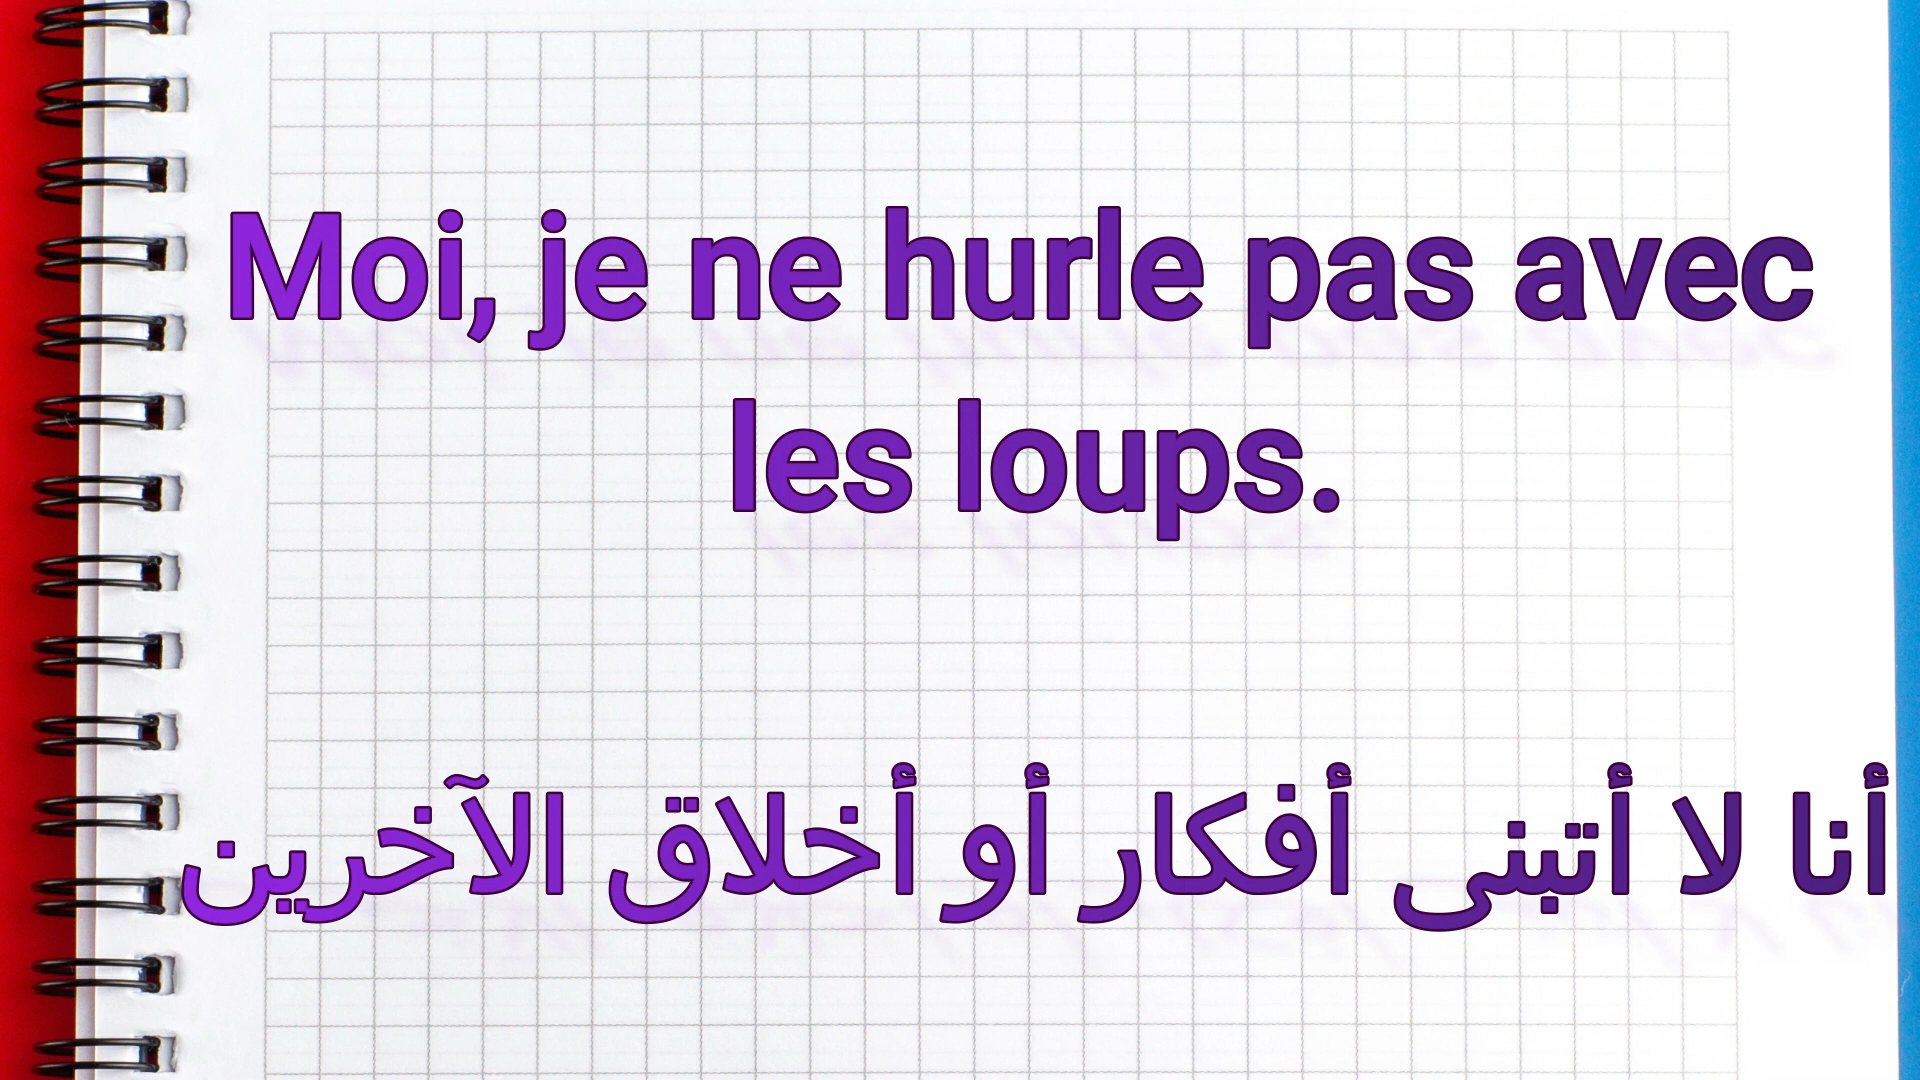 Moi, je ne hurle pas avec
les loups.
أنا لا أتبنى أفكار أو أخلاق الآخرين